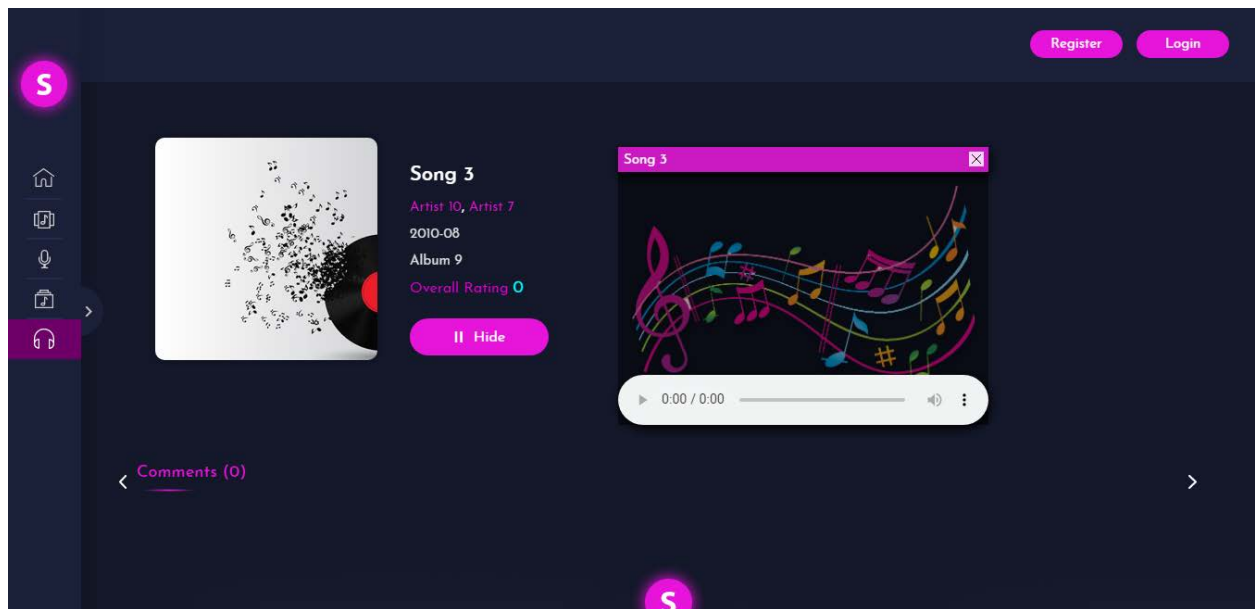 Register
Login
S
Song 3
Artist 10, Artist 7
2010-08
Album 9
Overall Rating 0
Hide
Song 3
0:00 / 0:00
Comments (0)
S